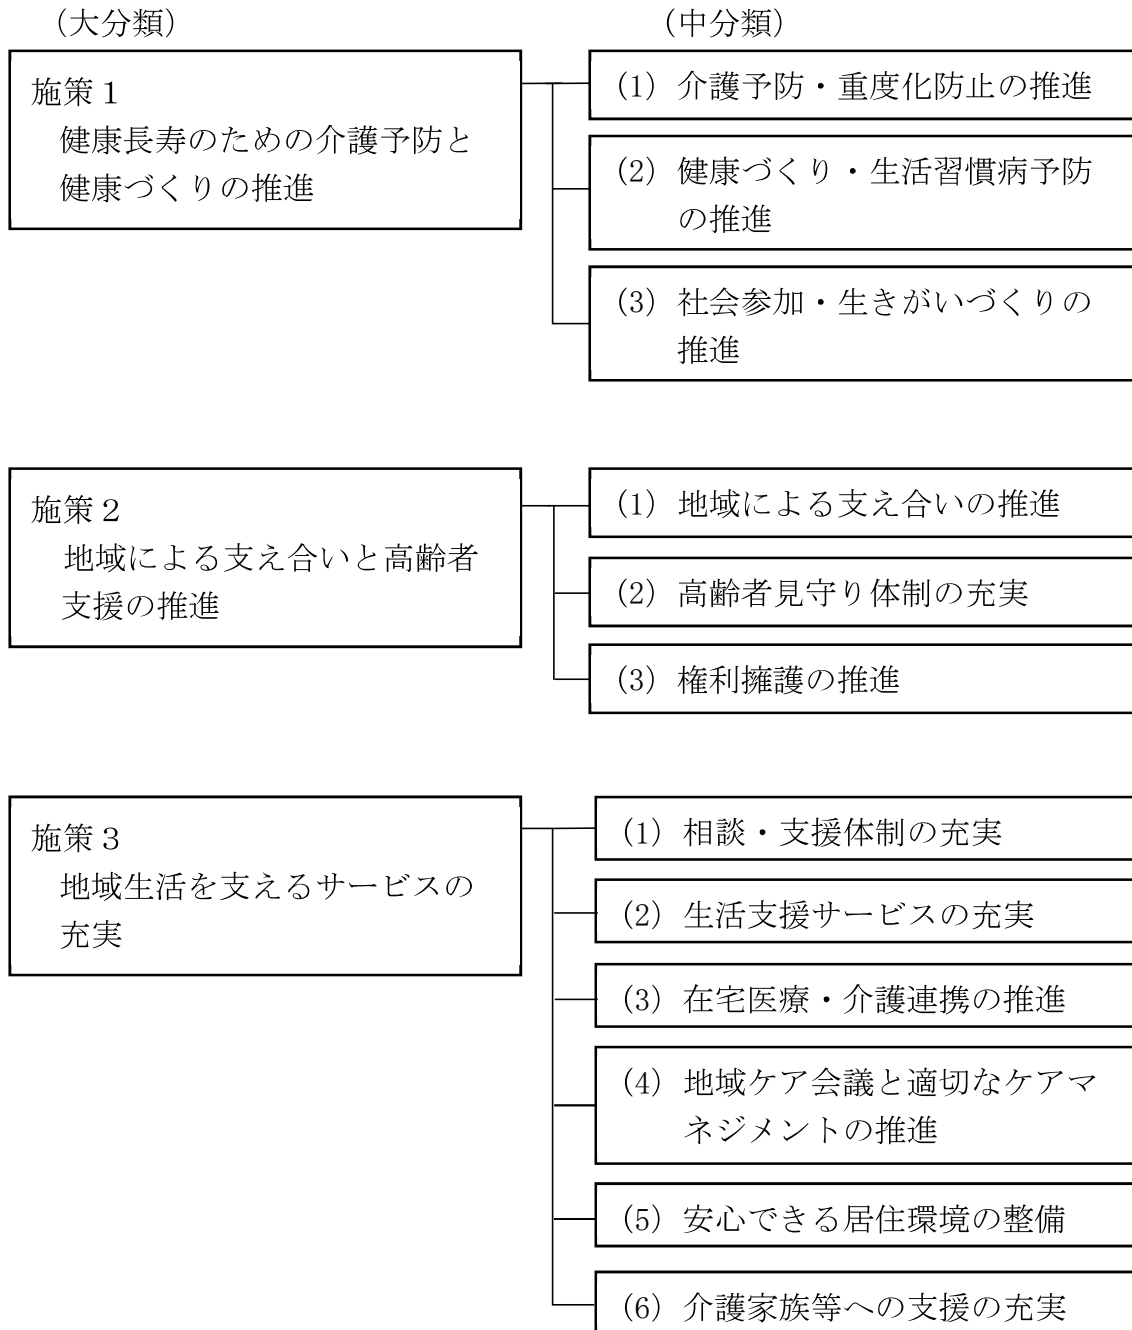 （大分類）
（中分類）
施策１
健康長寿のための介護予防と
健康づくりの推進
(1) 介護予防・重度化防止の推進
(2) 健康づくり・生活習慣病予防
の推進
(3) 社会参加・生きがいづくりの
推進
施策２
地域による支え合いと高齢者
支援の推進
(1) 地域による支え合いの推進
(2) 高齢者見守り体制の充実
(3) 権利擁護の推進
施策３
地域生活を支えるサービスの
充実
(1) 相談・支援体制の充実
(2) 生活支援サービスの充実
(3) 在宅医療・介護連携の推進
(4) 地域ケア会議と適切なケアマ
ネジメントの推進
(5) 安心できる居住環境の整備
(6) 介護家族等への支援の充実